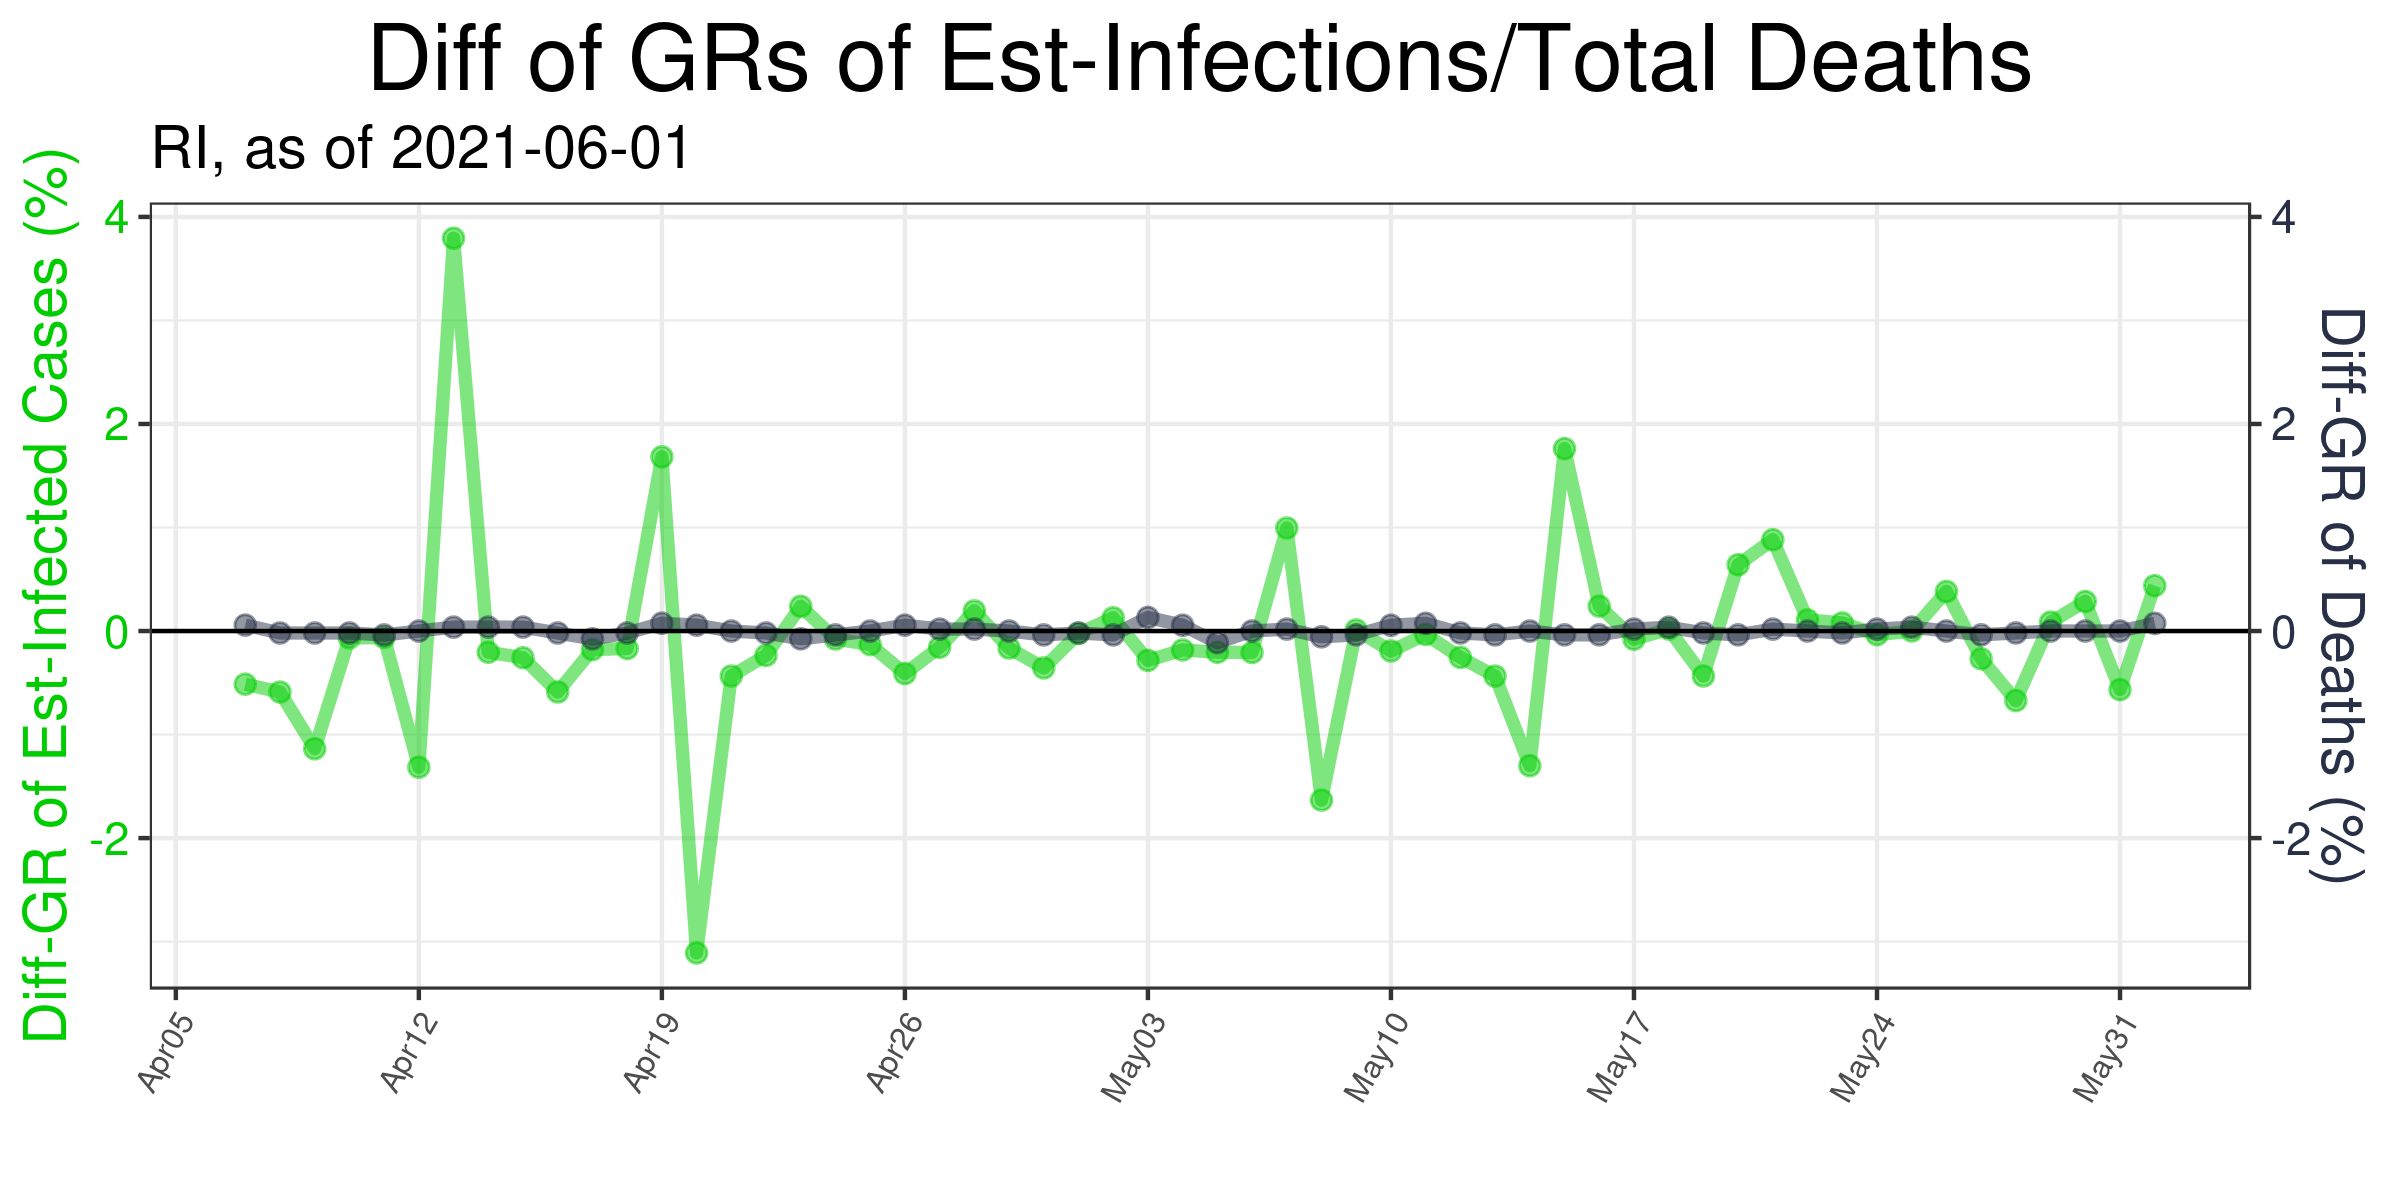 Diff of GRs of Est-Infections/Total Deaths
RI, as of 2021-06-01
Diff-GR of Est-Infected Cases (%)
4
2
0
-2
4
2
0
-2
Diff-GR of Deaths (%)
Apr05
Apr12
Apr19
Apr26
May03
May10
May17
May24
May31